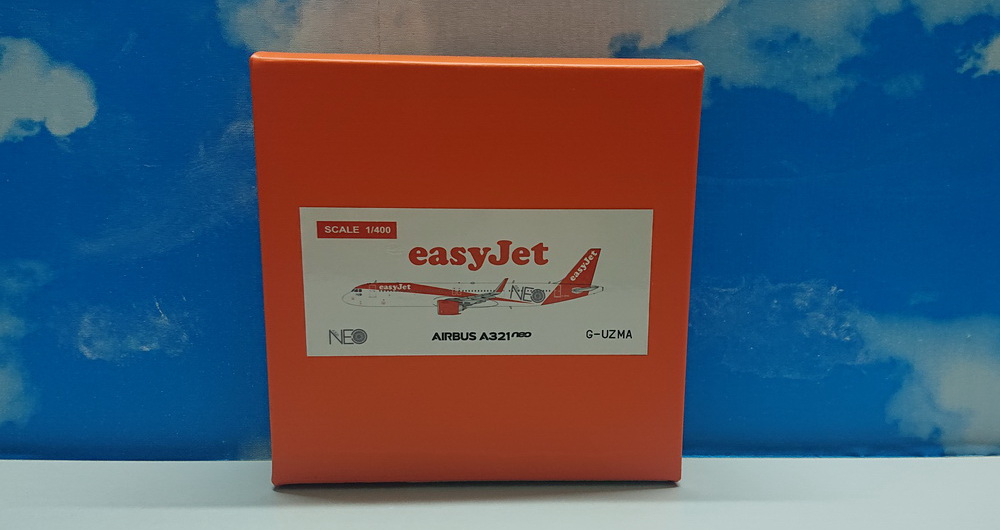 SCALE 1/400
easyJet
easyJet
easyJet
NEO
NEO
AIRBUS A321neo
G-UZMA